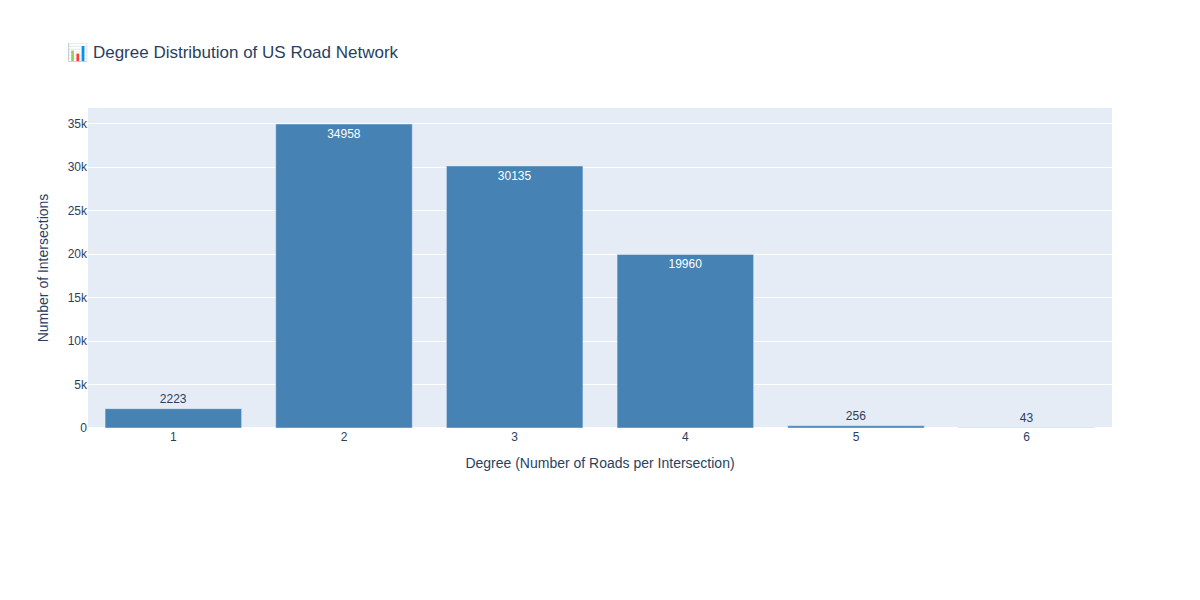 📊 Degree Distribution of US Road Network
35k
30k
25k
20k
15k
10k
5k
0
Number of Intersections
2223
34958
30135
19960
256
43
1 2 3 4 5 6
Degree (Number of Roads per Intersection)